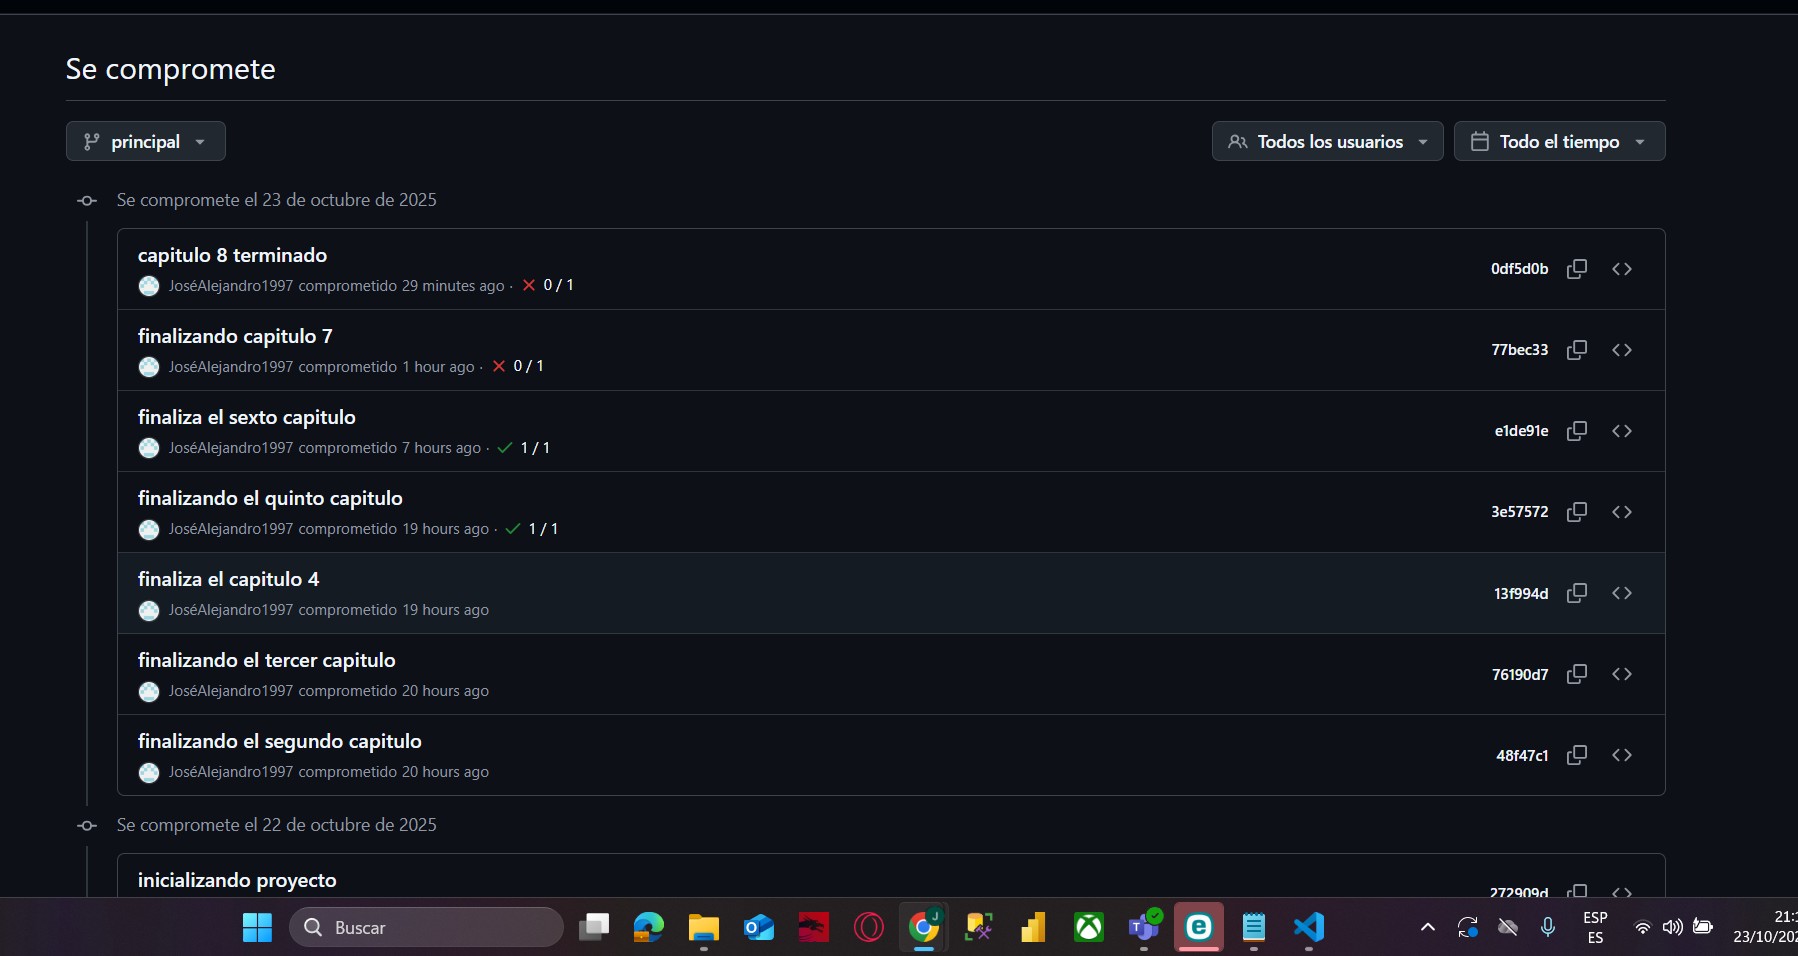 Se compromete
principal
Todos los usuarios
Todo el tiempo
Se compromete el 23 de octubre de 2025
capitulo 8 terminado
0df5d0b
JoséAlejandro1997 comprometido 29 minutes ago · 0 / 1
finalizando capitulo 7
77bec33
JoséAlejandro1997 comprometido 1 hour ago · 0 / 1
finaliza el sexto capitulo
e1de91e
JoséAlejandro1997 comprometido 7 hours ago · 1 / 1
finalizando el quinto capitulo
3e57572
JoséAlejandro1997 comprometido 19 hours ago · 1 / 1
finaliza el capitulo 4
13f994d
JoséAlejandro1997 comprometido 19 hours ago
finalizando el tercer capitulo
76190d7
JoséAlejandro1997 comprometido 20 hours ago
finalizando el segundo capitulo
48f47c1
JoséAlejandro1997 comprometido 20 hours ago
Se compromete el 22 de octubre de 2025
inicializando proyecto
272909d
Buscar
ESP
ES
21:
23/10/202